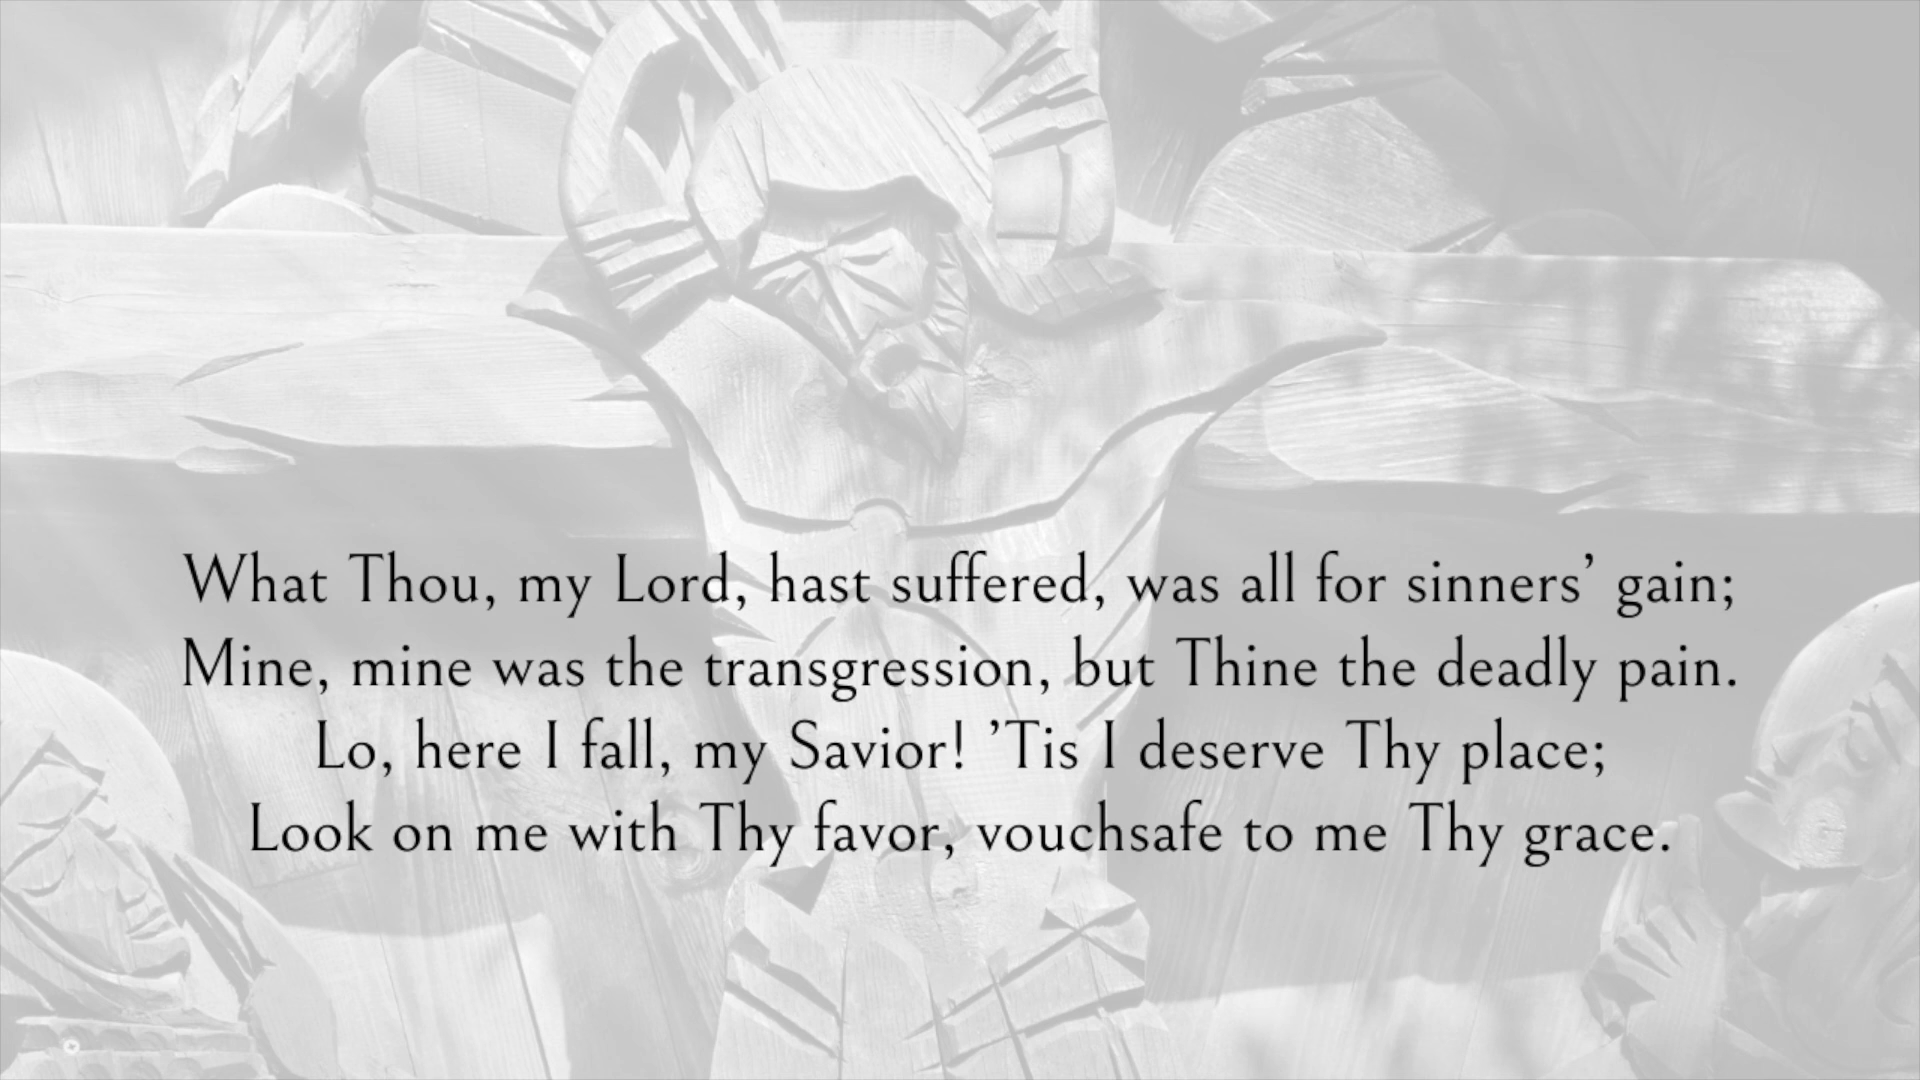 What Thou, my Lord, hast suffered, was all for sinners’ gain;
Mine, mine was the transgression, but Thine the deadly pain.
Lo, here I fall, my Savior! ’Tis I deserve Thy place;
Look on me with Thy favor, vouchsafe to me Thy grace.